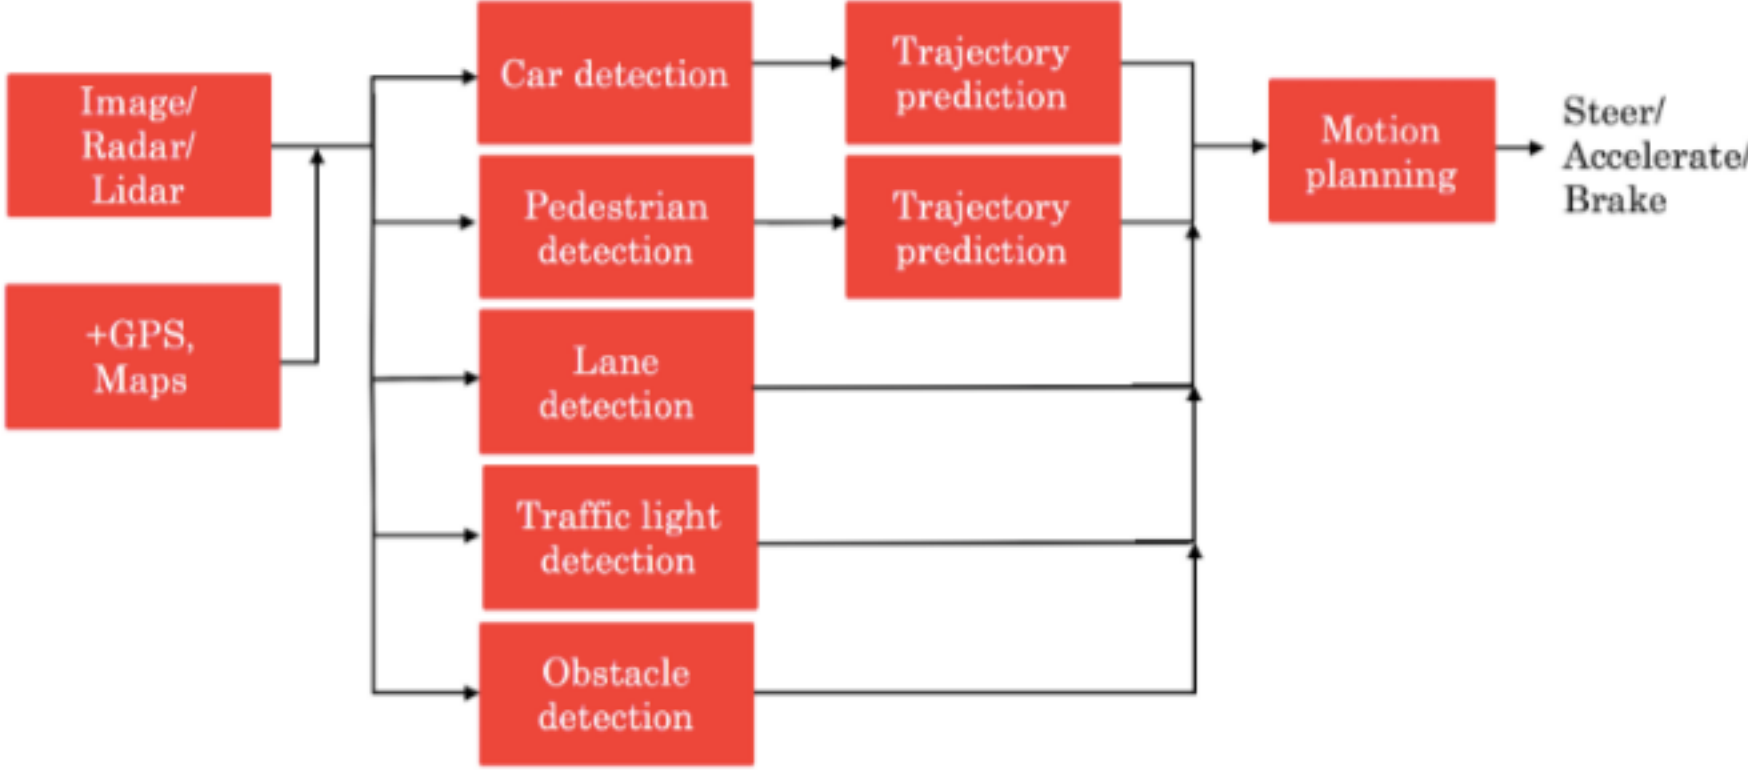 Image/
Radar/
Lidar
+GPS,
Maps
Car detection
Trajectory
prediction
Pedestrian
detection
Trajectory
prediction
Lane
detection
Traffic light
detection
Obstacle
detection
Motion
planning
Steer/
Accelerate/
Brake